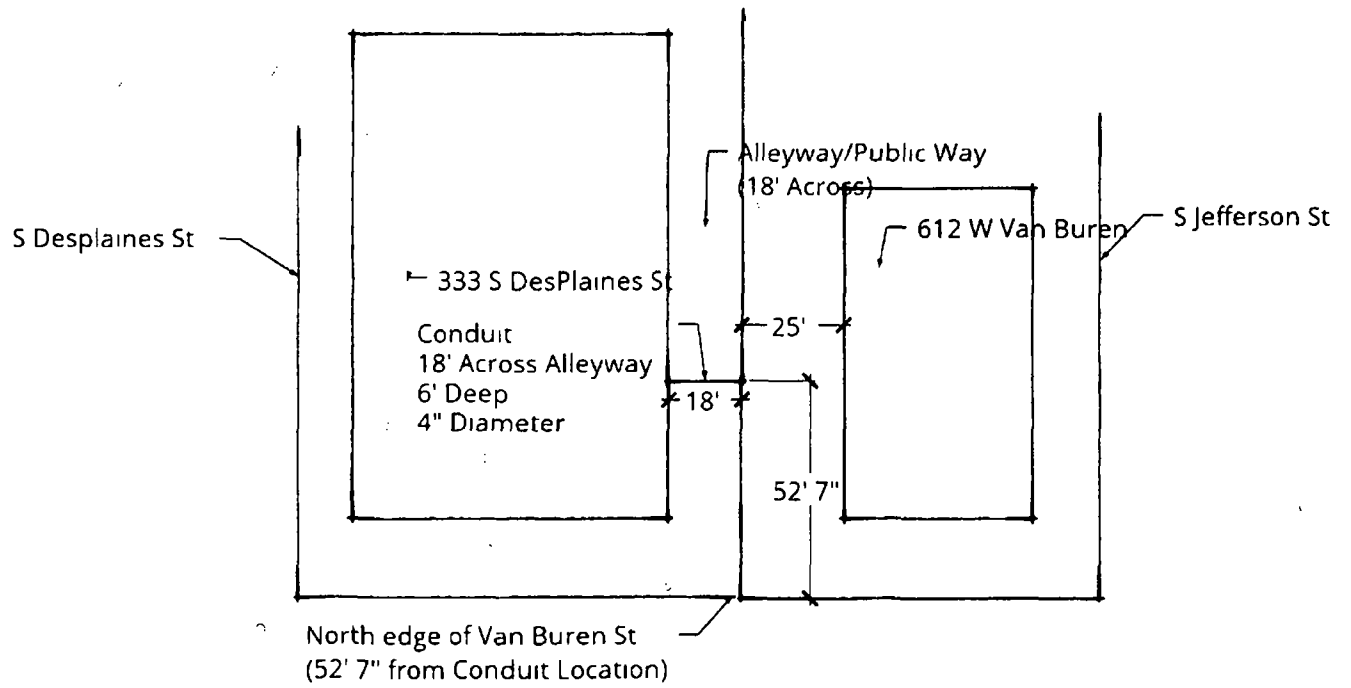 Alleyway/Public Way
(18' Across)
S Desplaines St
612 W Van Buren
S Jefferson St
333 S DesPlaines St
Conduit
18' Across Alleyway
6' Deep
4" Diameter
25'
18'
52' 7"
North edge of Van Buren St
(52' 7" from Conduit Location)